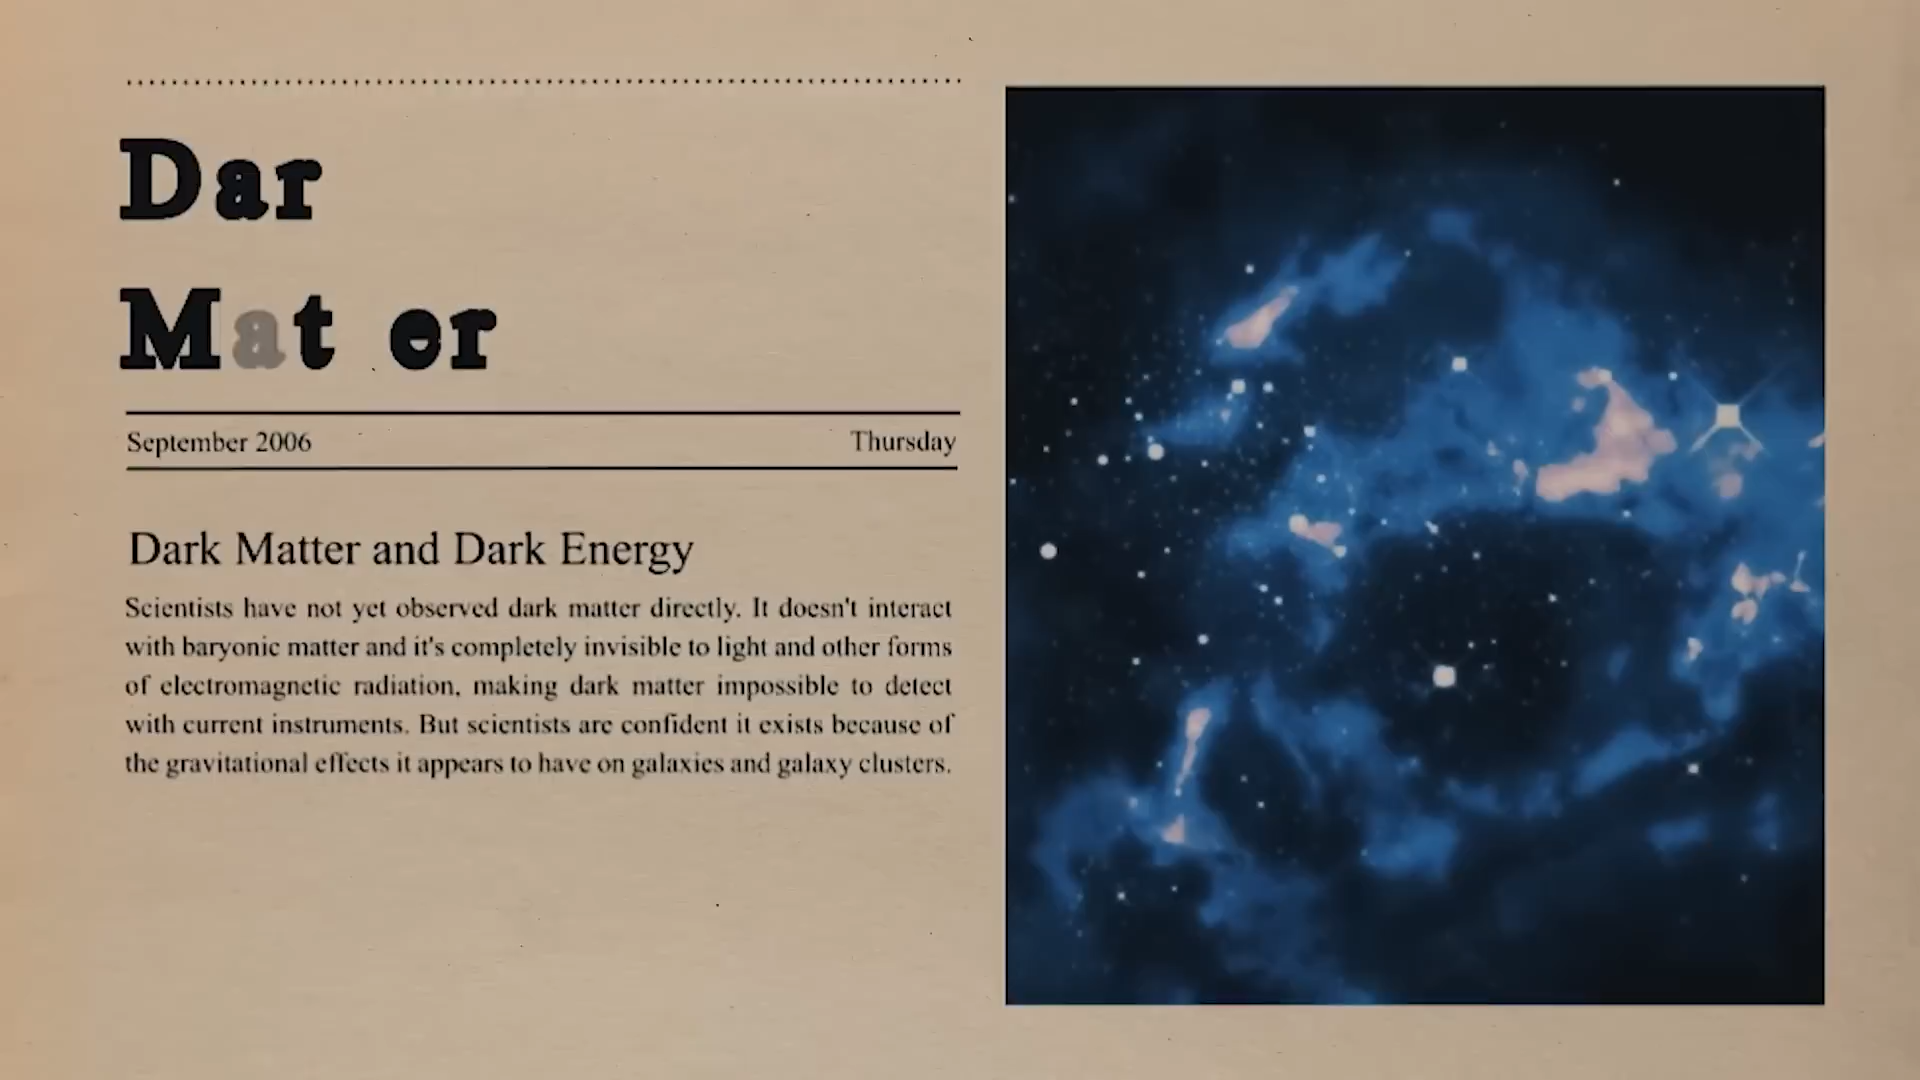 Dar
Mat er
September 2006 Thursday
Dark Matter and Dark Energy
Scientists have not yet observed dark matter directly. It doesn't interact
with baryonic matter and it's completely invisible to light and other forms
of electromagnetic radiation, making dark matter impossible to detect
with current instruments. But scientists are confident it exists because of
the gravitational effects it appears to have on galaxies and galaxy clusters.